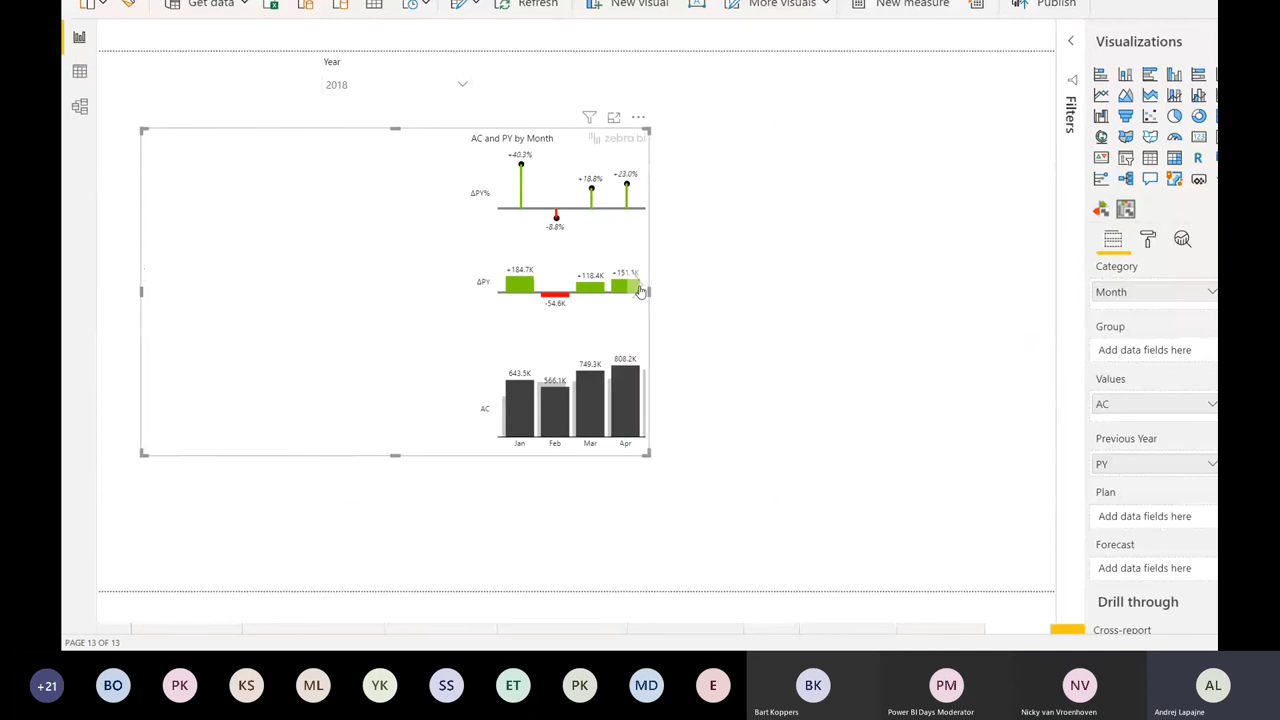 Get data
Refresh
New visual
More visuals
New measure
Publish
Year
2018
AC and PY by Month
zebra bi
+40.3%
+18.8%
+23.0%
ΔPY%
-8.8%
+184.7K
+118.4K
ΔPY
-54.6K
808.2K
749.3K
643.5K
566.1K
AC
Jan Feb Mar Apr
Filters
Visualizations
123
R
Category
Month
Group
Add data fields here
Values
AC
Previous Year
PY
Plan
Add data fields here
Forecast
Add data fields here
Drill through
Cross-report
PAGE 13 OF 13
+21 BO PK KS ML YK SS ET PK MD E BK PM NV AL
Bart Koppers Power BI Days Moderator Nicky van Vroenhoven Andrej Lapajne